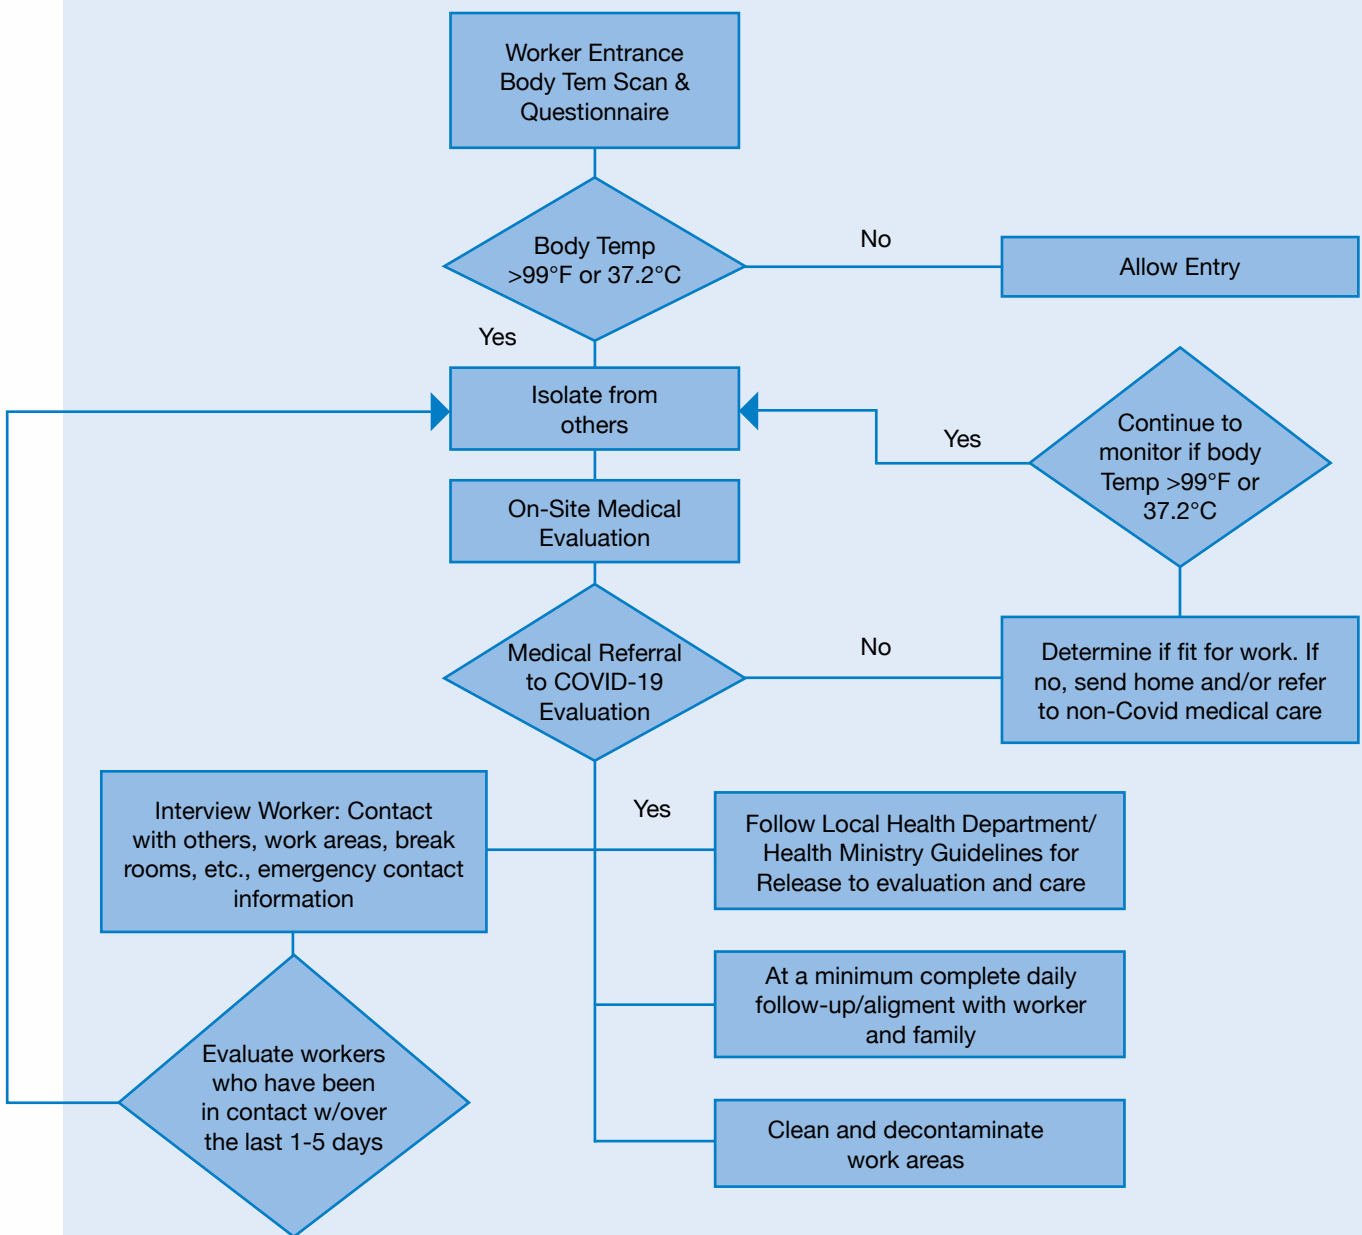 Worker Entrance
Body Tem Scan &
Questionnaire
Body Temp
>99°F or 37.2°C
No
Allow Entry
Yes
Isolate from
others
Yes
Continue to
monitor if body
Temp >99°F or
37.2°C
On-Site Medical
Evaluation
Medical Referral
to COVID-19
Evaluation
No
Determine if fit for work. If
no, send home and/or refer
to non-Covid medical care
Interview Worker: Contact
with others, work areas, break
rooms, etc., emergency contact
information
Yes
Follow Local Health Department/
Health Ministry Guidelines for
Release to evaluation and care
At a minimum complete daily
follow-up/aligment with worker
and family
Evaluate workers
who have been
in contact w/over
the last 1-5 days
Clean and decontaminate
work areas